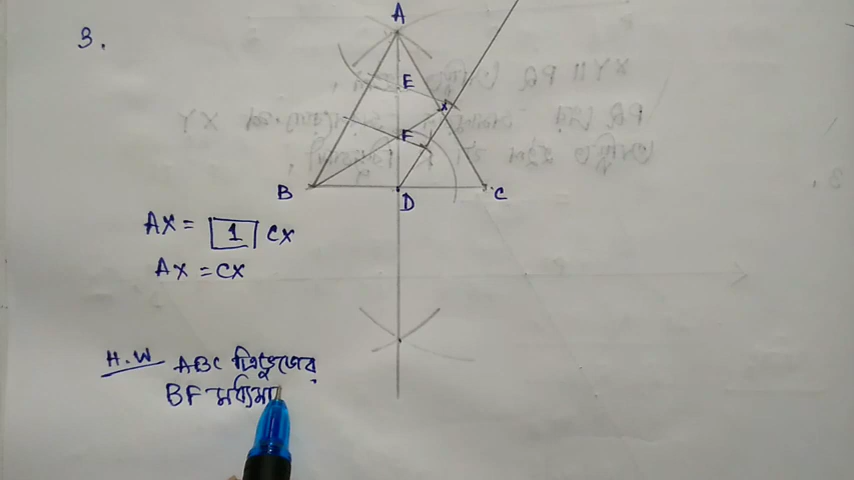 3.
A
E
X
F
B
D
C
AX = 1 CX
AX = CX
H.W ABC ত্রিভুজের
BF মধ্যমা